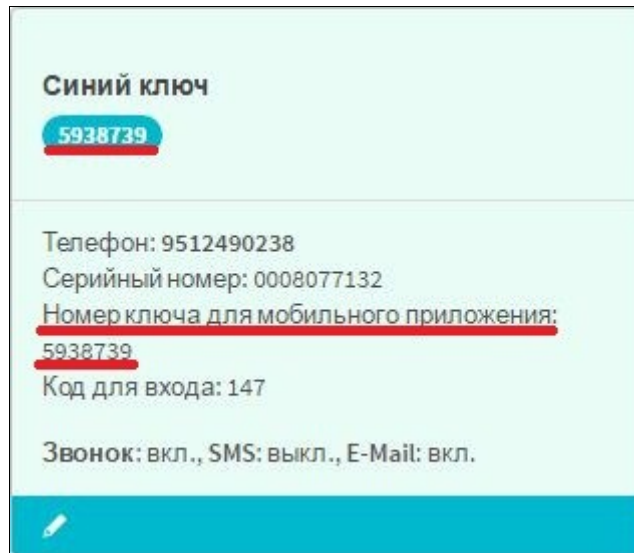 Синий ключ
5938739
Телефон: 9512490238
Серийный номер: 0008077132
Номер ключа для мобильного приложения:
5938739
Код для входа: 147
Звонок: вкл., SMS: выкл., E-Mail: вкл.